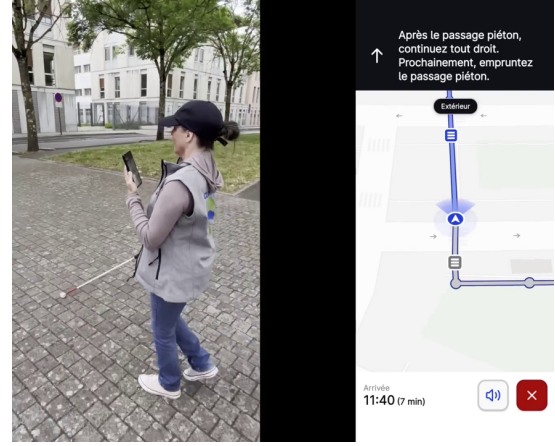 Après le passage piéton,
continuez tout droit.
Prochainement, empruntez
le passage piéton.
Extérieur
Arrivée
11:40 (7 min)